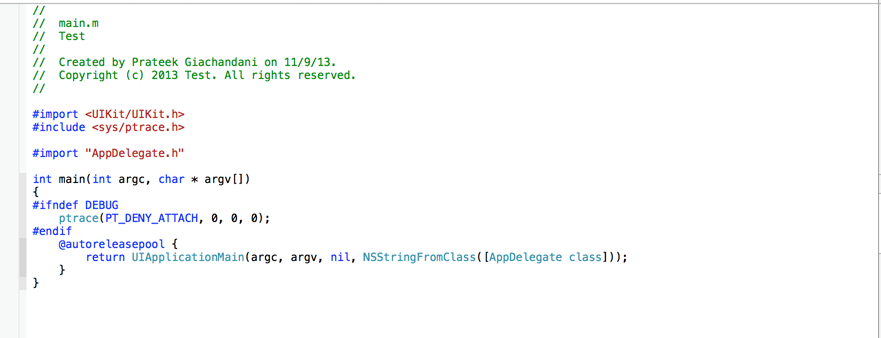 //
//  main.m
//  Test
//
//  Created by Prateek Giachandani on 11/9/13.
//  Copyright (c) 2013 Test. All rights reserved.
//
#import <UIKit/UIKit.h>
#include <sys/ptrace.h>
#import "AppDelegate.h"
int main(int argc, char * argv[])
{
#ifndef DEBUG
    ptrace(PT_DENY_ATTACH, 0, 0, 0);
#endif
    @autoreleasepool {
        return UIApplicationMain(argc, argv, nil, NSStringFromClass([AppDelegate class]));
    }
}